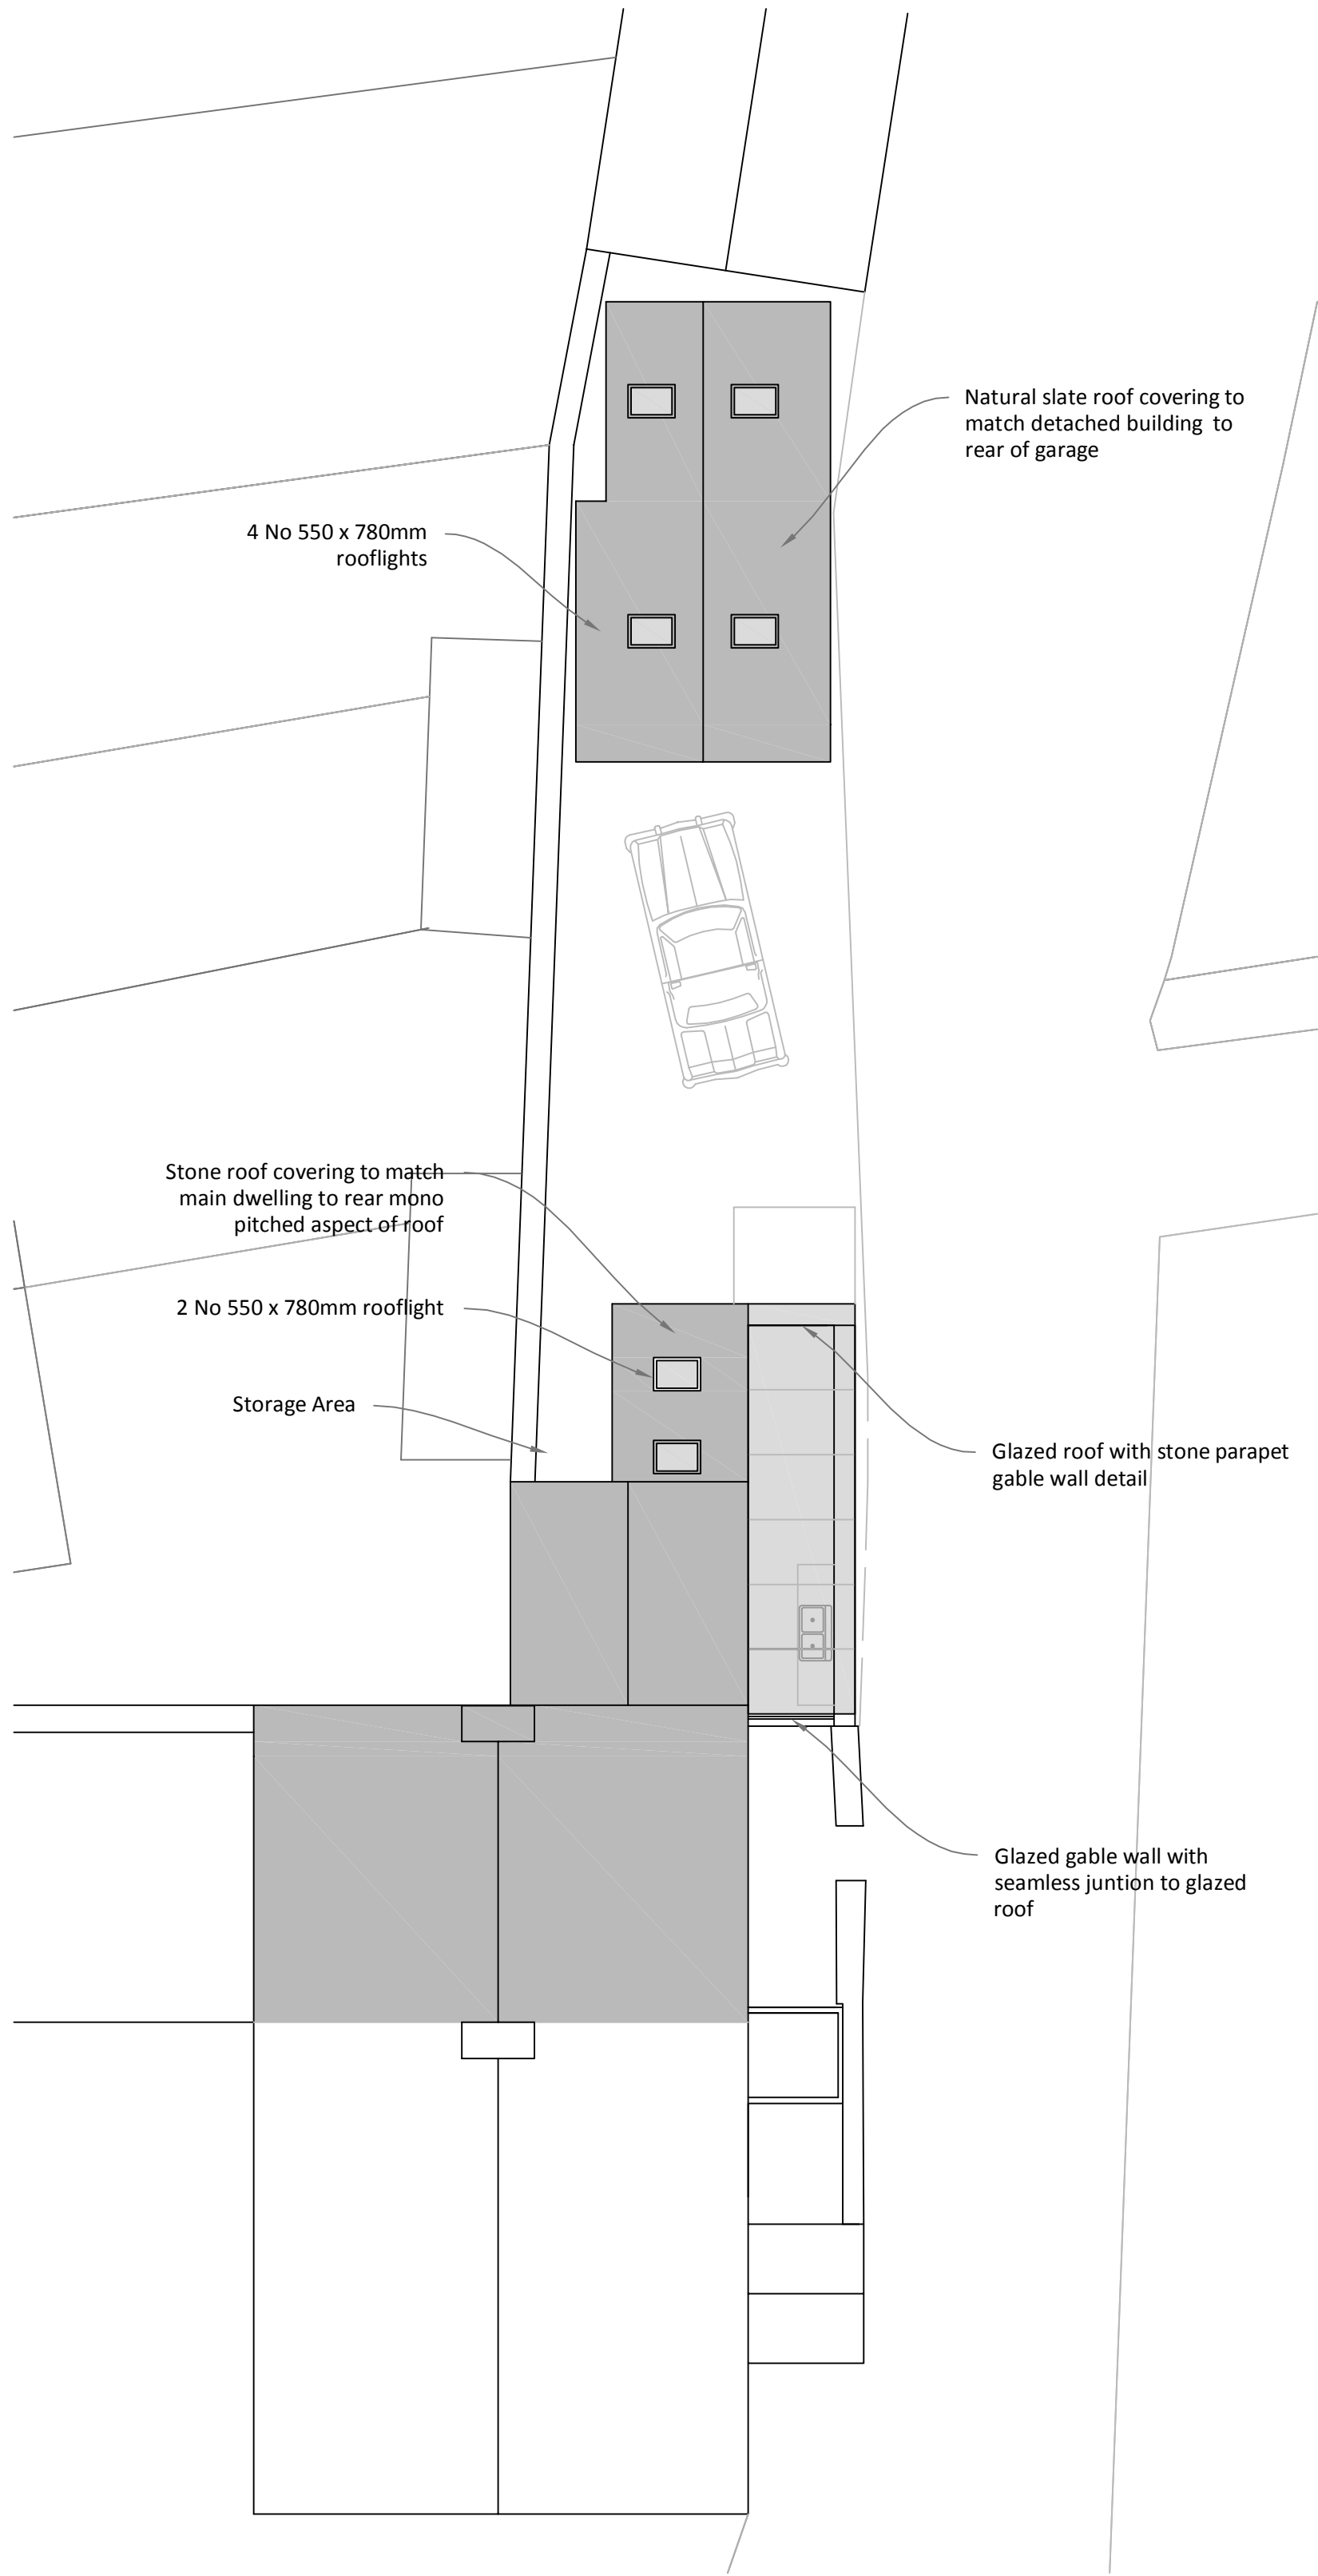 Natural slate roof covering to
match detached building to
rear of garage
4 No 550 x 780mm
rooflights
Stone roof covering to match
main dwelling to rear mono
pitched aspect of roof
2 No 550 x 780mm rooflight
Storage Area
Glazed roof with stone parapet
gable wall detail
Glazed gable wall with
seamless juntion to glazed
roof